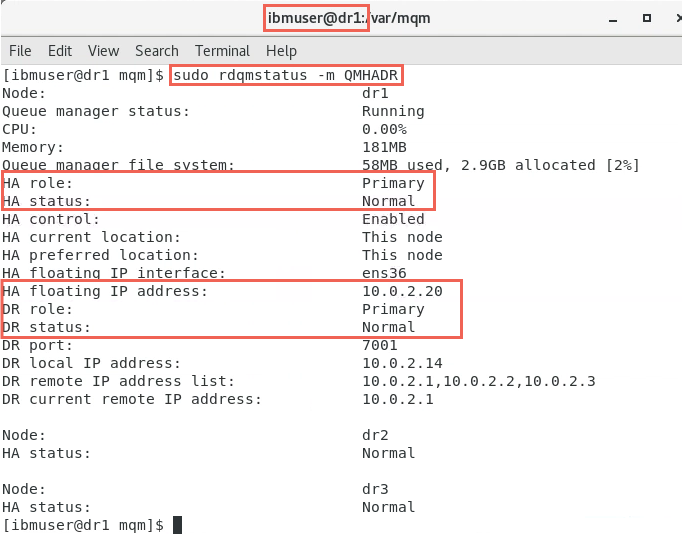 ibmuser@dr1:/var/mqm
File Edit View Search Terminal Help
[ibmuser@dr1 mqm]$ sudo rdqmstatus -m QMHADR
Node: dr1
Queue manager status: Running
CPU: 0.00%
Memory: 181MB
Queue manager file system: 58MB used, 2.9GB allocated [2%]
HA role: Primary
HA status: Normal
HA control: Enabled
HA current location: This node
HA preferred location: This node
HA floating IP interface: ens36
HA floating IP address: 10.0.2.20
DR role: Primary
DR status: Normal
DR port: 7001
DR local IP address: 10.0.2.14
DR remote IP address list: 10.0.2.1,10.0.2.2,10.0.2.3
DR current remote IP address: 10.0.2.1
Node: dr2
HA status: Normal
Node: dr3
HA status: Normal
[ibmuser@dr1 mqm]$